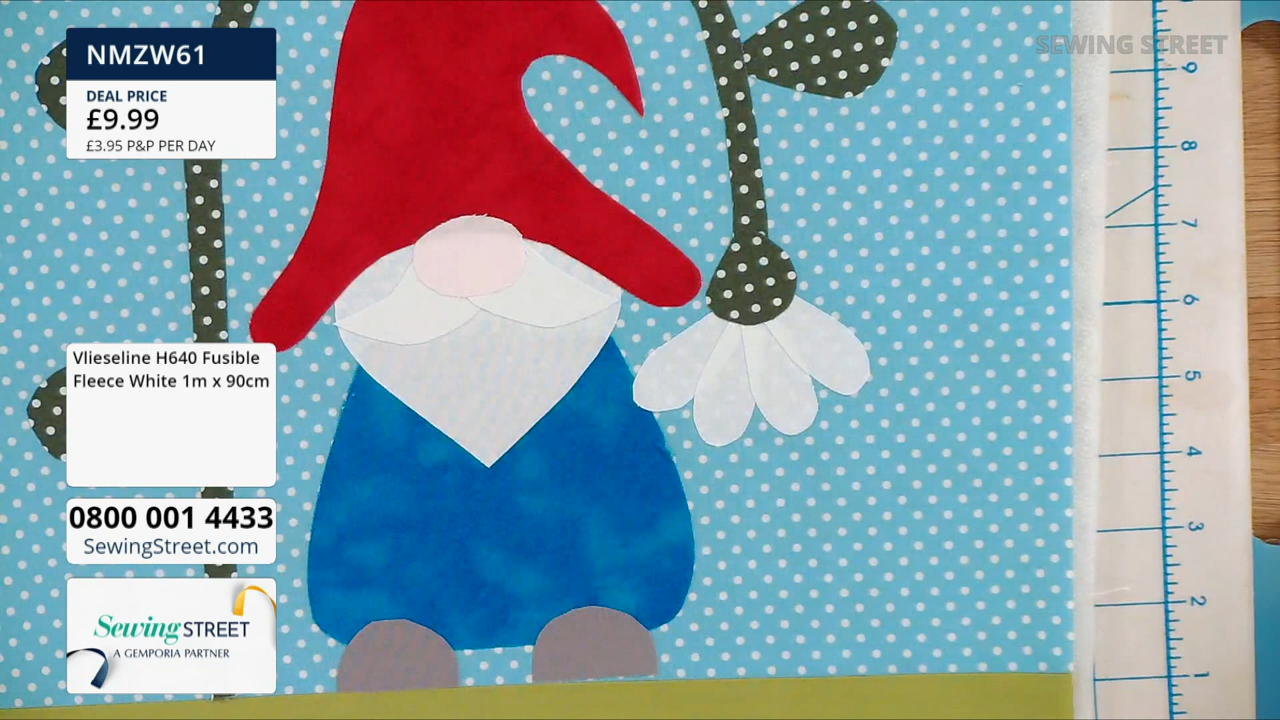 NMZW61
DEAL PRICE
£9.99
£3.95 P&P PER DAY
SEWING STREET
Vlieseline H640 Fusible
Fleece White 1m x 90cm
0800 001 4433
SewingStreet.com
Sewing STREET
A GEMPORIA PARTNER
9
8
7
6
5
4
3
2
1